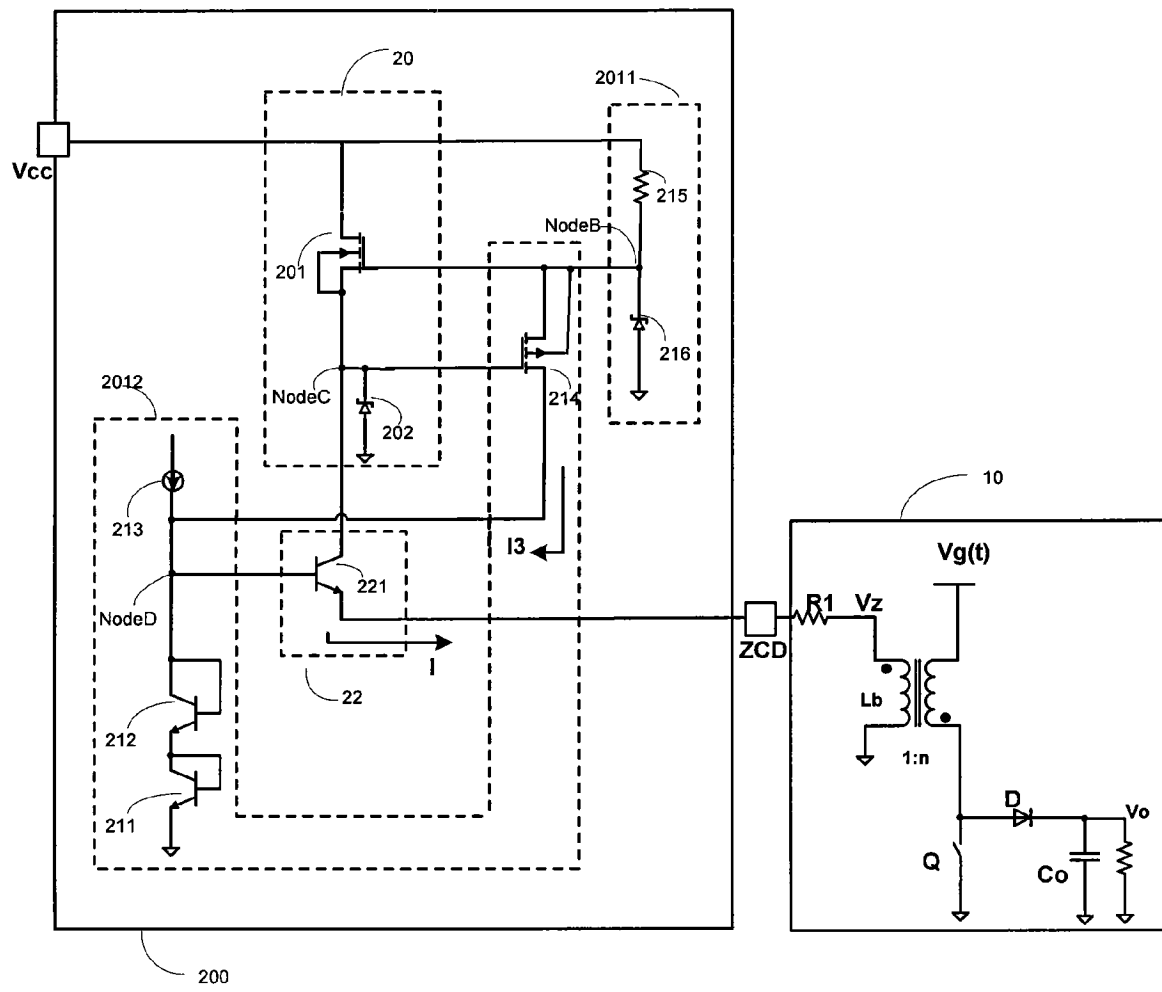 20
2011
Vcc
215
NodeB
201
216
NodeC
214
2012
202
10
213
I3
Vg(t)
221
R1
Vz
NodeD
ZCD
I
22
Lb
212
1:n
211
D
Vo
Q
Co
200